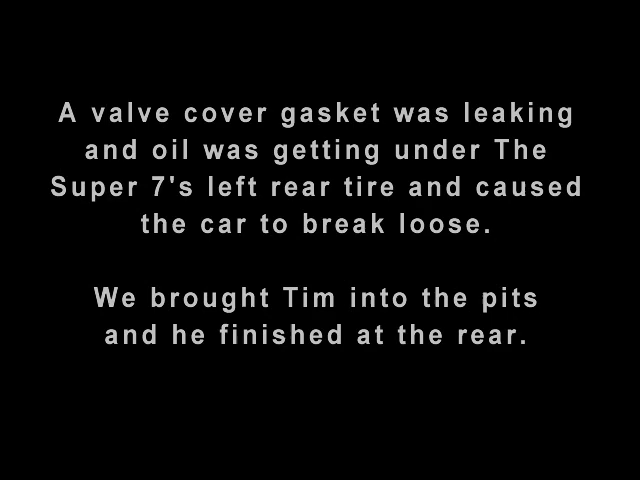 A valve cover gasket was leaking
and oil was getting under The
Super 7's left rear tire and caused
the car to break loose.
We brought Tim into the pits
and he finished at the rear.